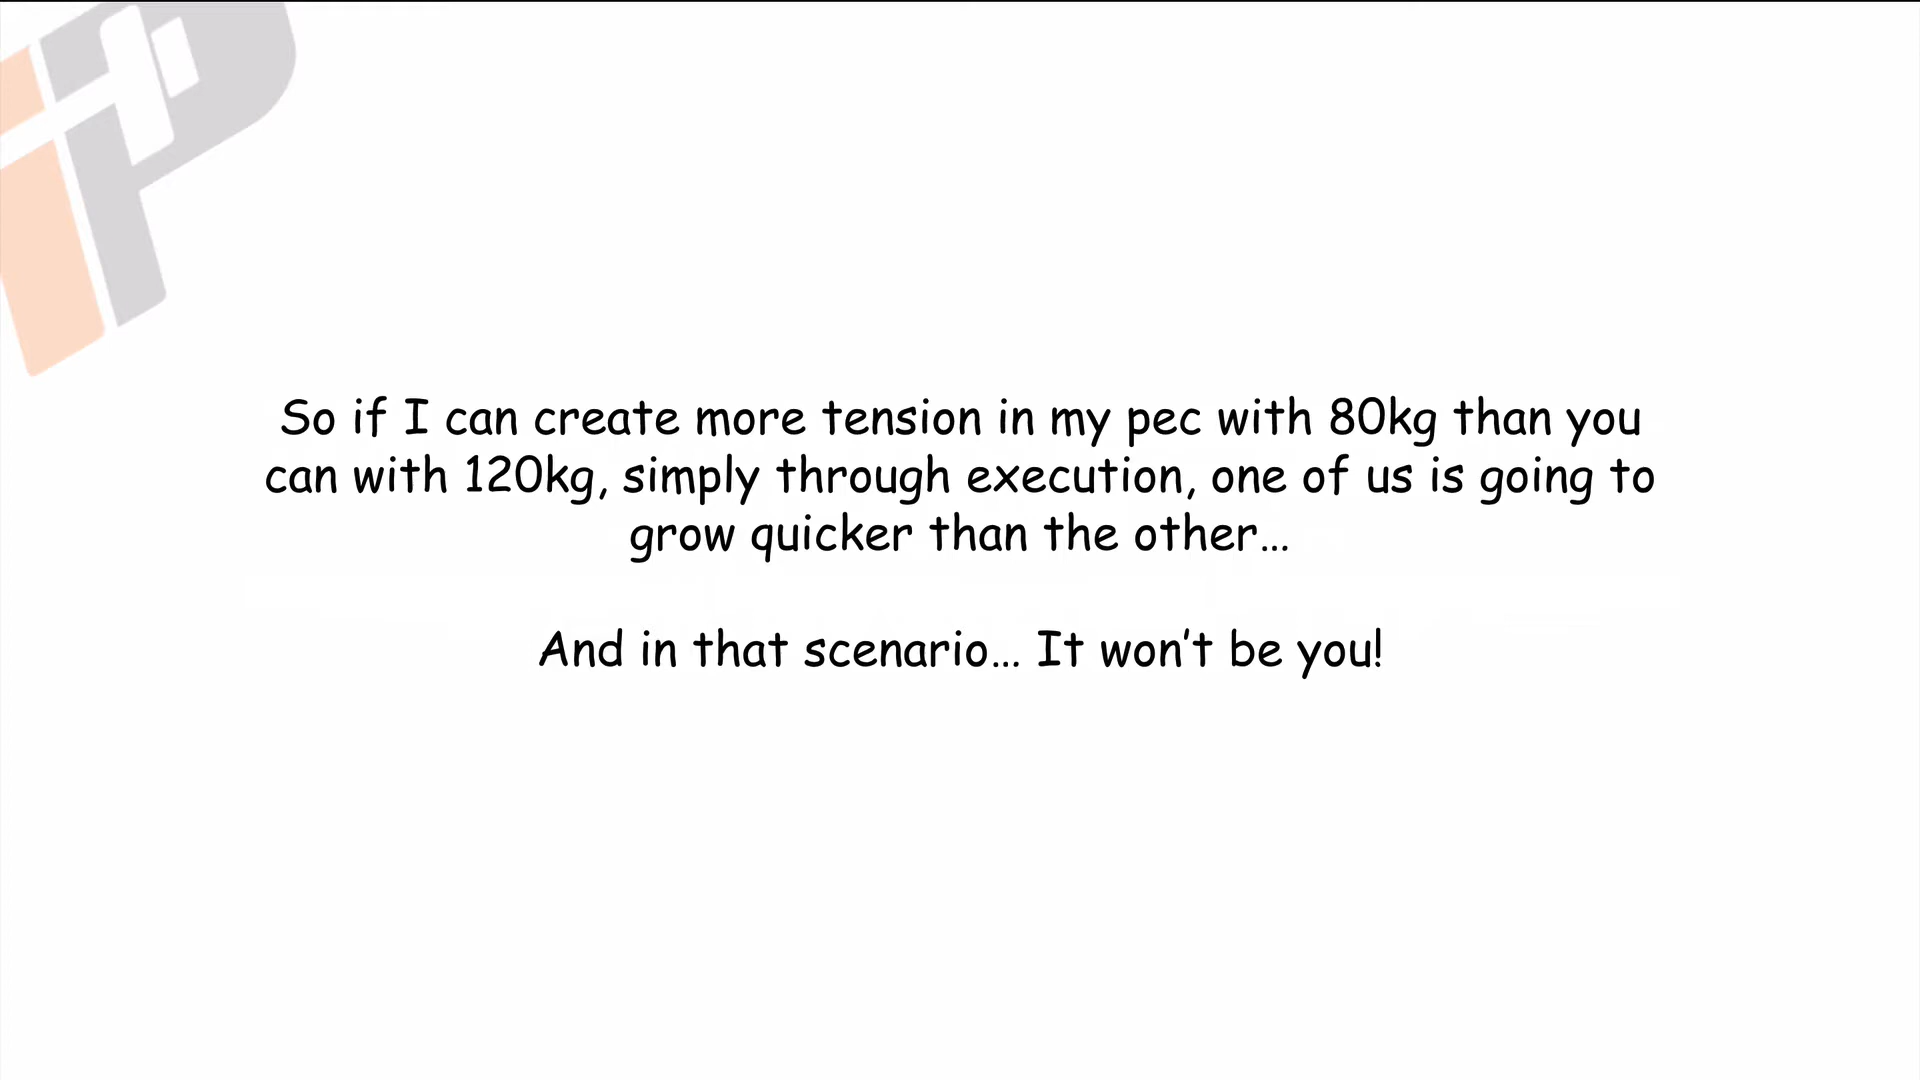 So if I can create more tension in my pec with 80kg than you
can with 120kg, simply through execution, one of us is going to
grow quicker than the other…
And in that scenario… It won’t be you!